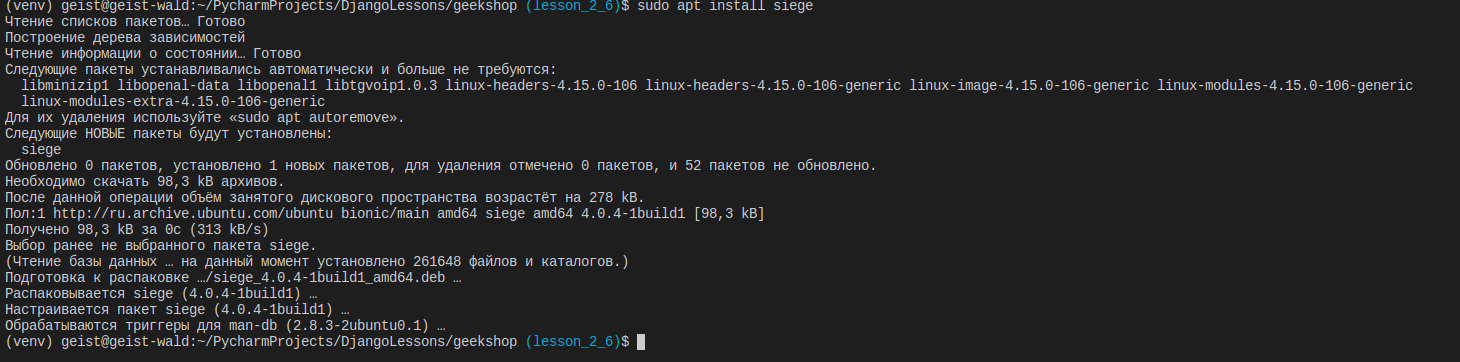 (venv) geist@geist-wald:~/PycharmProjects/DjangoLessons/geekshop (lesson_2_6)$ sudo apt install siege
Чтение списков пакетов… Готово
Построение дерева зависимостей
Чтение информации о состоянии… Готово
Следующие пакеты устанавливались автоматически и больше не требуются:
  libminizip1 libopenal-data libopenal1 libtgvoip1.0.3 linux-headers-4.15.0-106 linux-headers-4.15.0-106-generic linux-image-4.15.0-106-generic linux-modules-4.15.0-106-generic
  linux-modules-extra-4.15.0-106-generic
Для их удаления используйте «sudo apt autoremove».
Следующие НОВЫЕ пакеты будут установлены:
  siege
Обновлено 0 пакетов, установлено 1 новых пакетов, для удаления отмечено 0 пакетов, и 52 пакетов не обновлено.
Необходимо скачать 98,3 kB архивов.
После данной операции объём занятого дискового пространства возрастёт на 278 kB.
Пол:1 http://ru.archive.ubuntu.com/ubuntu bionic/main amd64 siege amd64 4.0.4-1build1 [98,3 kB]
Получено 98,3 kB за 0с (313 kB/s)
Выбор ранее не выбранного пакета siege.
(Чтение базы данных … на данный момент установлено 261648 файлов и каталогов.)
Подготовка к распаковке …/siege_4.0.4-1build1_amd64.deb …
Распаковывается siege (4.0.4-1build1) …
Настраивается пакет siege (4.0.4-1build1) …
Обрабатываются триггеры для man-db (2.8.3-2ubuntu0.1) …
(venv) geist@geist-wald:~/PycharmProjects/DjangoLessons/geekshop (lesson_2_6)$